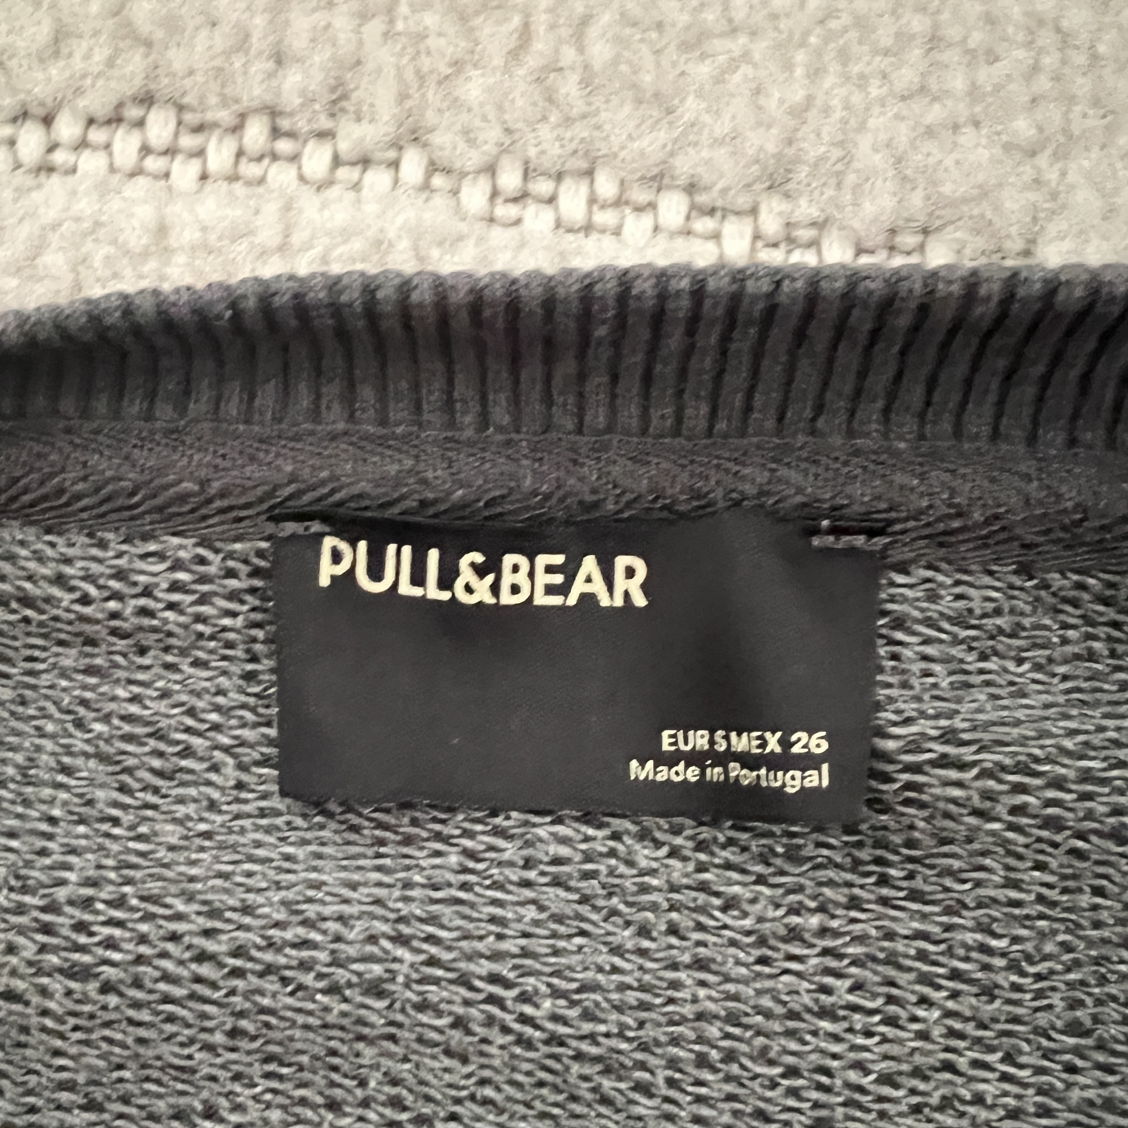 PULL&BEAR
EUR S MEX 26
Made in Portugal